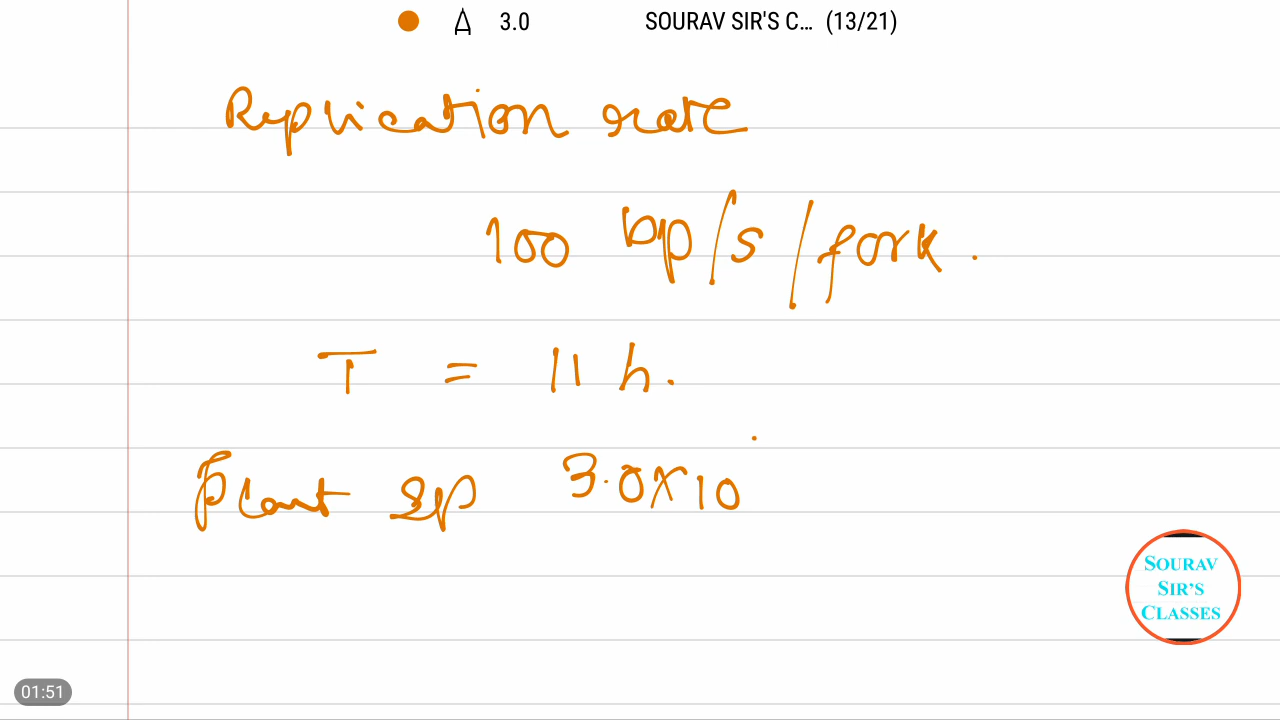 3.0 SOURAV SIR'S C... (13/21)
Replication rate
100 bp/s/fork.
T = 11 h.
Plant sp 3.0x10
SOURAV
SIR'S
CLASSES
01:51